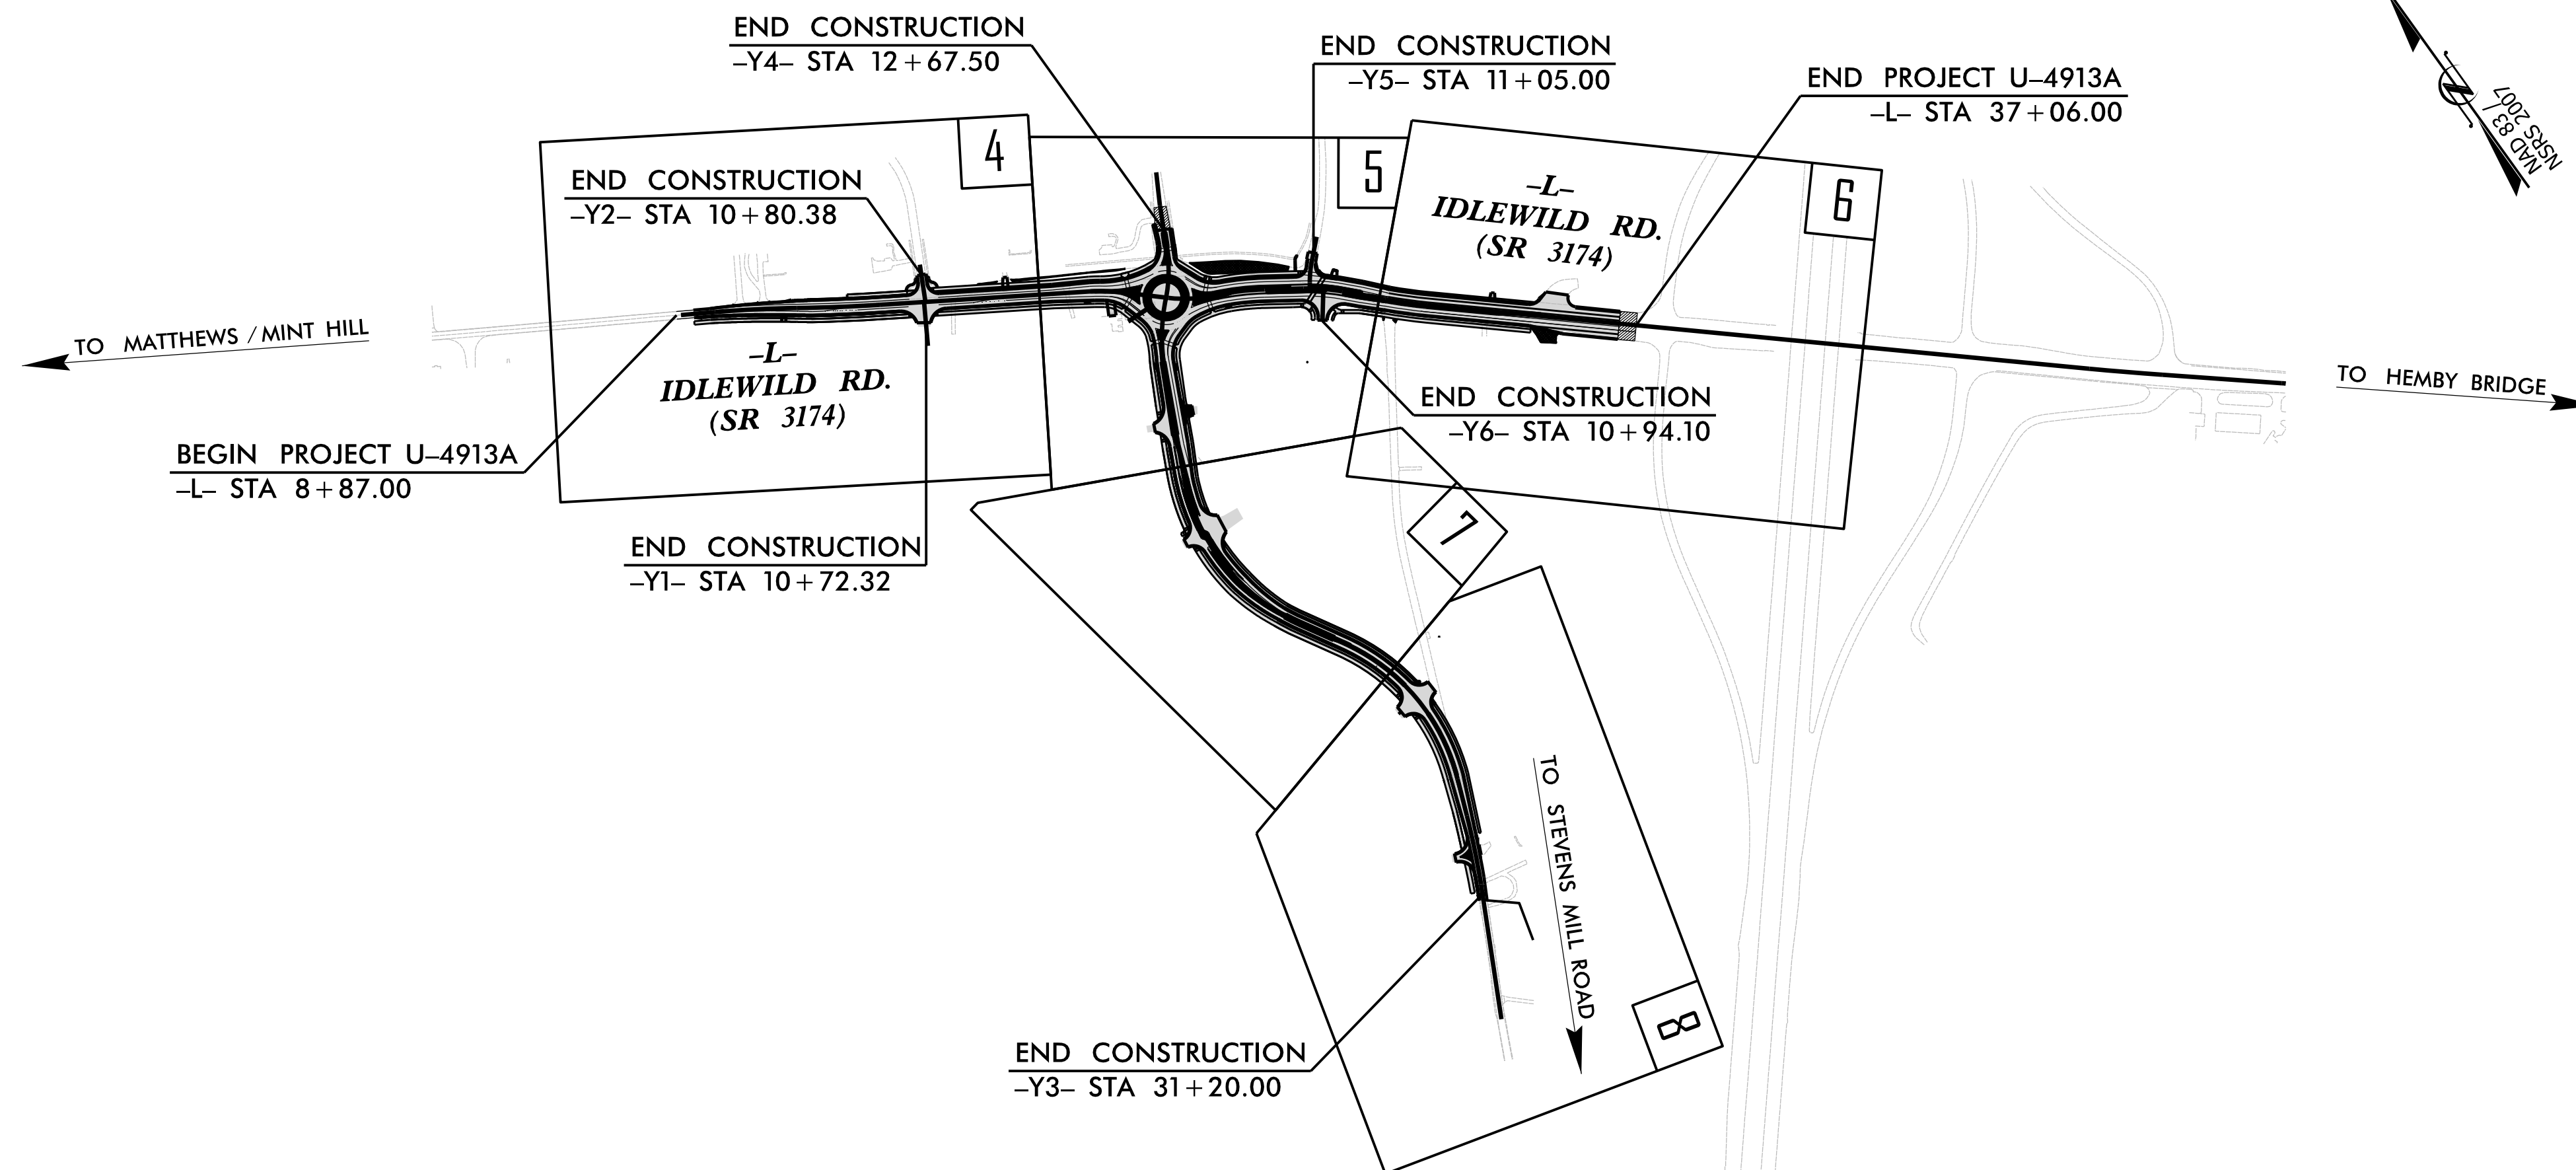 END CONSTRUCTION
–Y4– STA 12+67.50
END CONSTRUCTION
–Y5– STA 11+05.00
END PROJECT U–4913A
–L– STA 37+06.00
NAD 83/
NSRS 2007
4
5
6
END CONSTRUCTION
–Y2– STA 10+80.38
–L–
IDLEWILD RD.
(SR 3174)
TO MATTHEWS / MINT HILL
–L–
IDLEWILD RD.
(SR 3174)
TO HEMBY BRIDGE
END CONSTRUCTION
–Y6– STA 10+94.10
BEGIN PROJECT U–4913A
–L– STA 8+87.00
END CONSTRUCTION
–Y1– STA 10+72.32
7
TO STEVENS MILL ROAD
8
END CONSTRUCTION
–Y3– STA 31+20.00